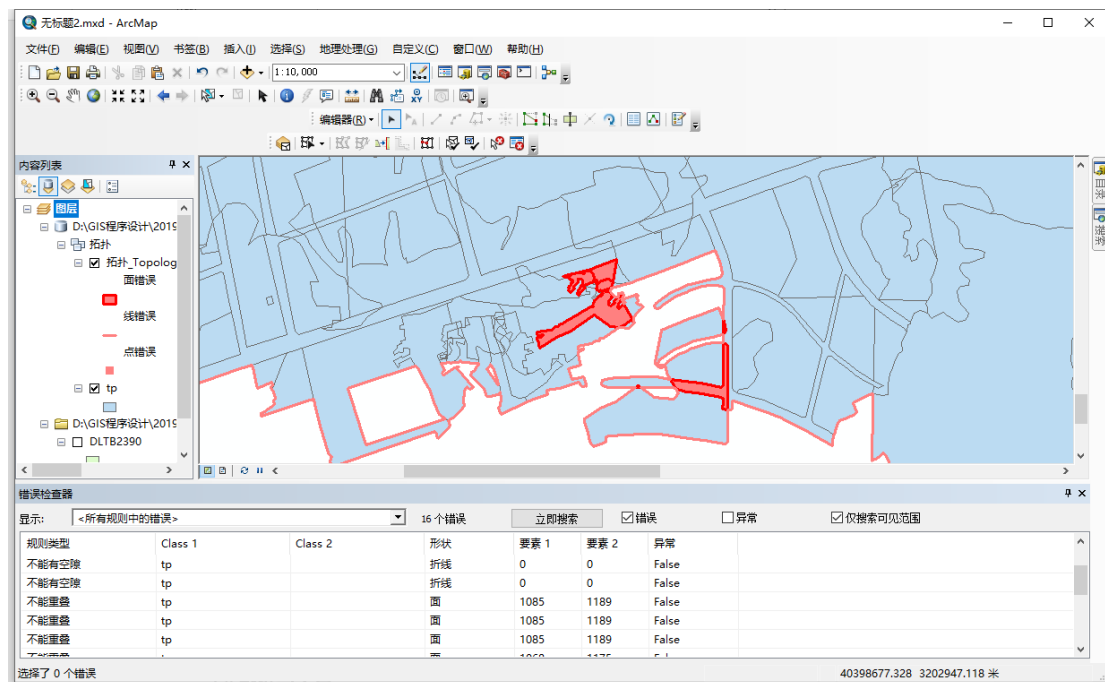 无标题2.mxd - ArcMap
文件(F) 编辑(E) 视图(V) 书签(B) 插入(I) 选择(S) 地理处理(G) 自定义(C) 窗口(W) 帮助(H)
1:10,000
编辑器(R)
内容列表
图层
D:\GIS程序设计\2019
拓扑
拓扑_Topolog
面错误
线错误
点错误
tp
D:\GIS程序设计\2019
DLTB2390
目录
搜索
错误检查器
显示: <所有规则中的错误> 16 个错误 立即搜索 错误 异常 仅搜索可见范围
规则类型 Class 1 Class 2 形状 要素 1 要素 2 异常
不能有空隙 tp 折线 0 0 False
不能有空隙 tp 折线 0 0 False
不能重叠 tp 面 1085 1189 False
不能重叠 tp 面 1085 1189 False
不能重叠 tp 面 1085 1189 False
选择了 0 个错误 40398677.328 3202947.118 米